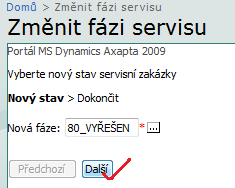 Domů > Změnit fázi servisu
Změnit fázi servisu
Portál MS Dynamics Axapta 2009
Vyberte nový stav servisní zakázky
Nový stav > Dokončit
Nová fáze: 80_VYŘEŠEN * ...
Předchozí Další